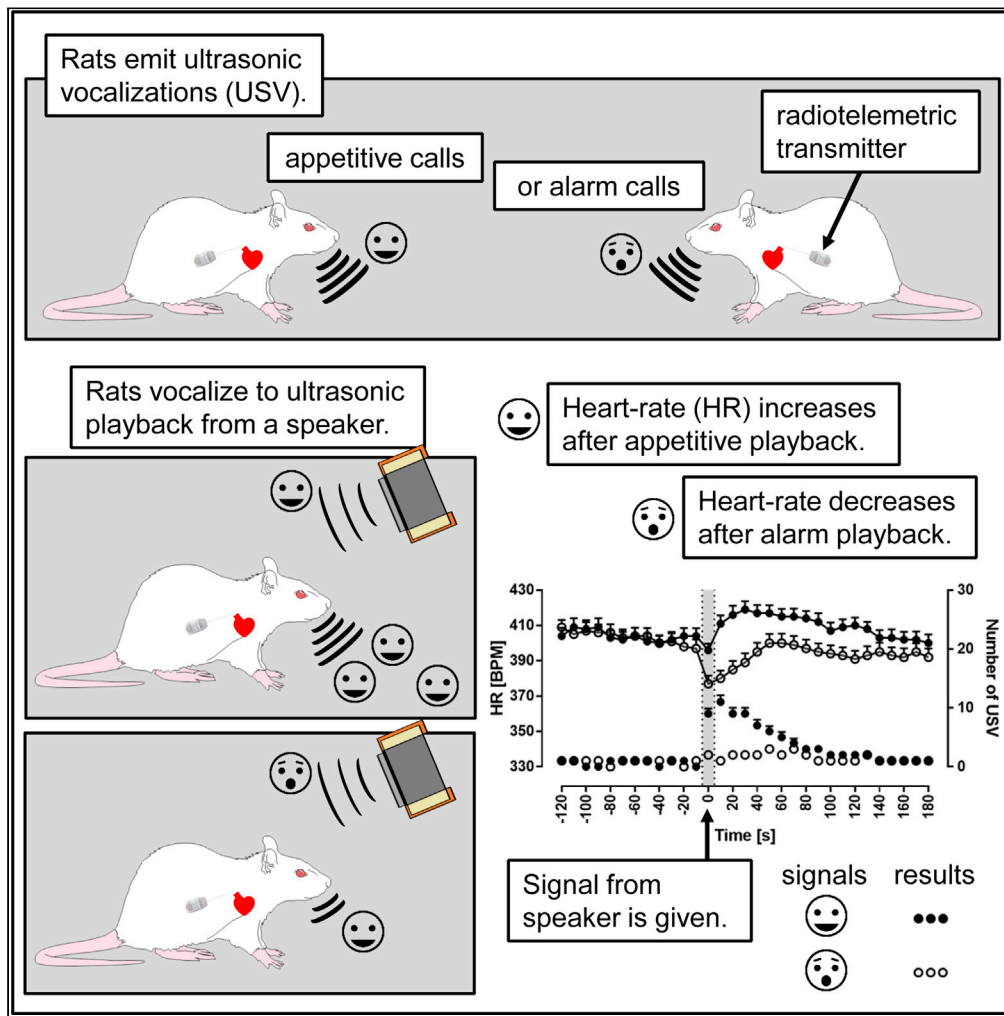 Rats emit ultrasonic
vocalizations (USV).
appetitive calls
or alarm calls
radiotelemetric
transmitter
Rats vocalize to ultrasonic
playback from a speaker.
Heart-rate (HR) increases
after appetitive playback.
Heart-rate decreases
after alarm playback.
HR [BPM]
430
410
390
370
350
330
30
20
10
0
Number of USV
-120
-100
-80
-60
-40
-20
0
20
40
60
80
100
120
140
160
180
Time [s]
Signal from
speaker is given.
signals results